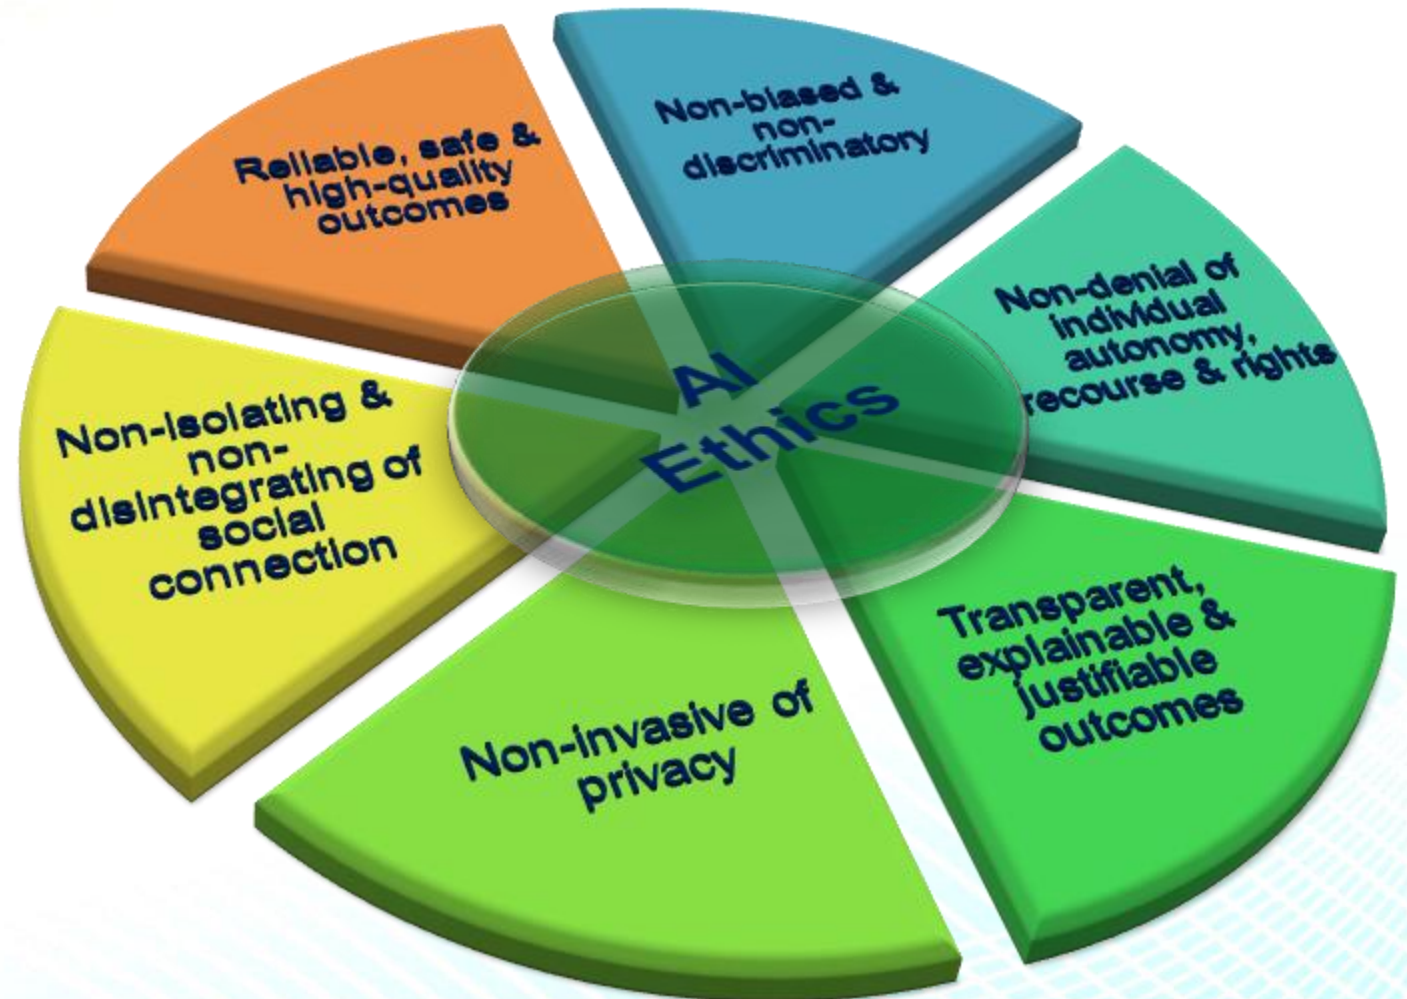 Non-biased &
non-
discriminatory
Non-denial of
individual
autonomy,
recourse & rights
Transparent,
explainable &
justifiable
outcomes
Non-invasive of
privacy
Non-isolating &
non-
disintegrating of
social
connection
Reliable, safe &
high-quality
outcomes
AI
Ethics